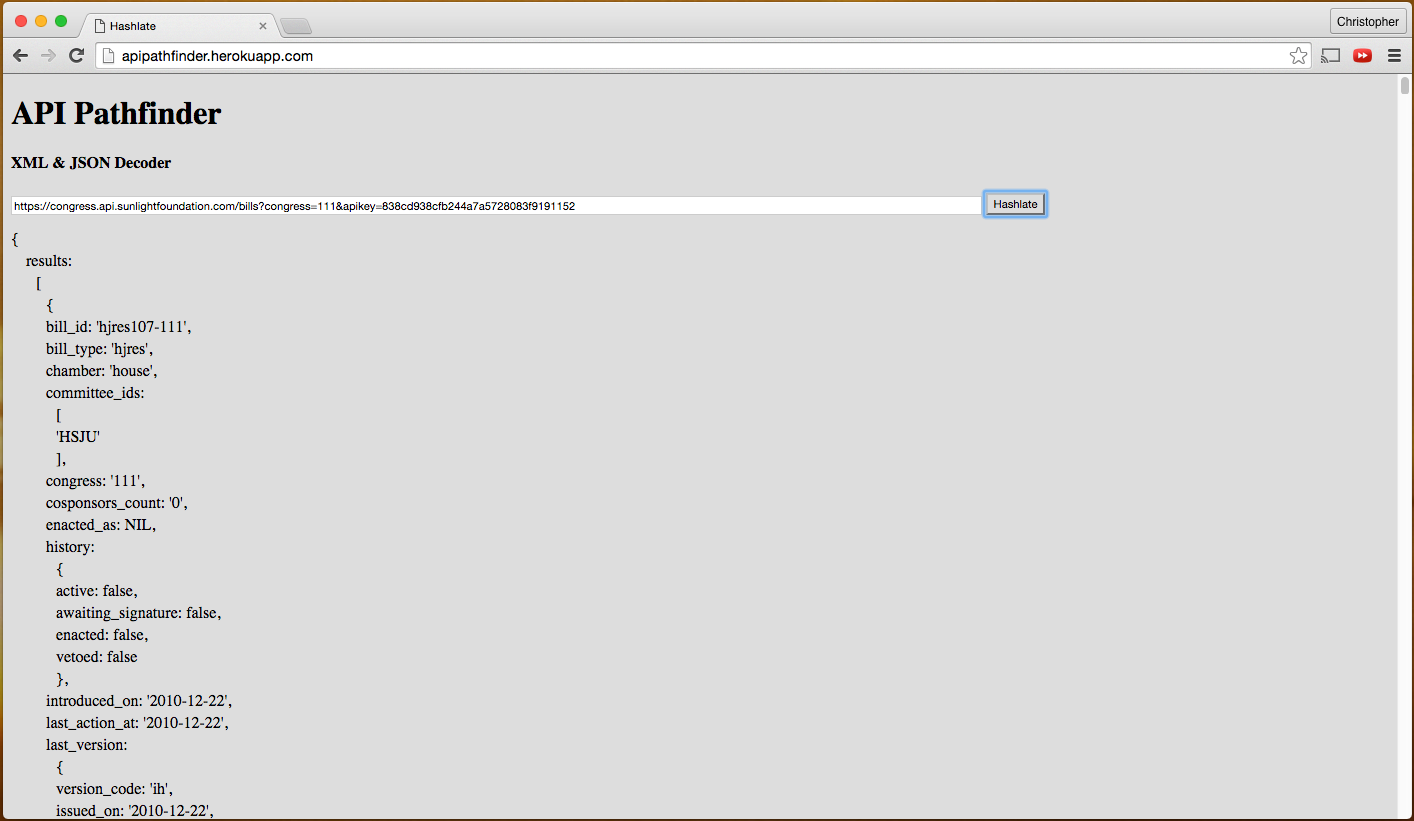 Hashlate
Christopher
apipathfinder.herokuapp.com
API Pathfinder
XML & JSON Decoder
https://congress.api.sunlightfoundation.com/bills?congress=111&apikey=838cd938cfb244a7a5728083f9191152
Hashlate
{
results:
[
{
bill_id: 'hjres107-111',
bill_type: 'hjres',
chamber: 'house',
committee_ids:
[
'HSJU'
],
congress: '111',
cosponsors_count: '0',
enacted_as: NIL,
history:
{
active: false,
awaiting_signature: false,
enacted: false,
vetoed: false
},
introduced_on: '2010-12-22',
last_action_at: '2010-12-22',
last_version:
{
version_code: 'ih',
issued_on: '2010-12-22',